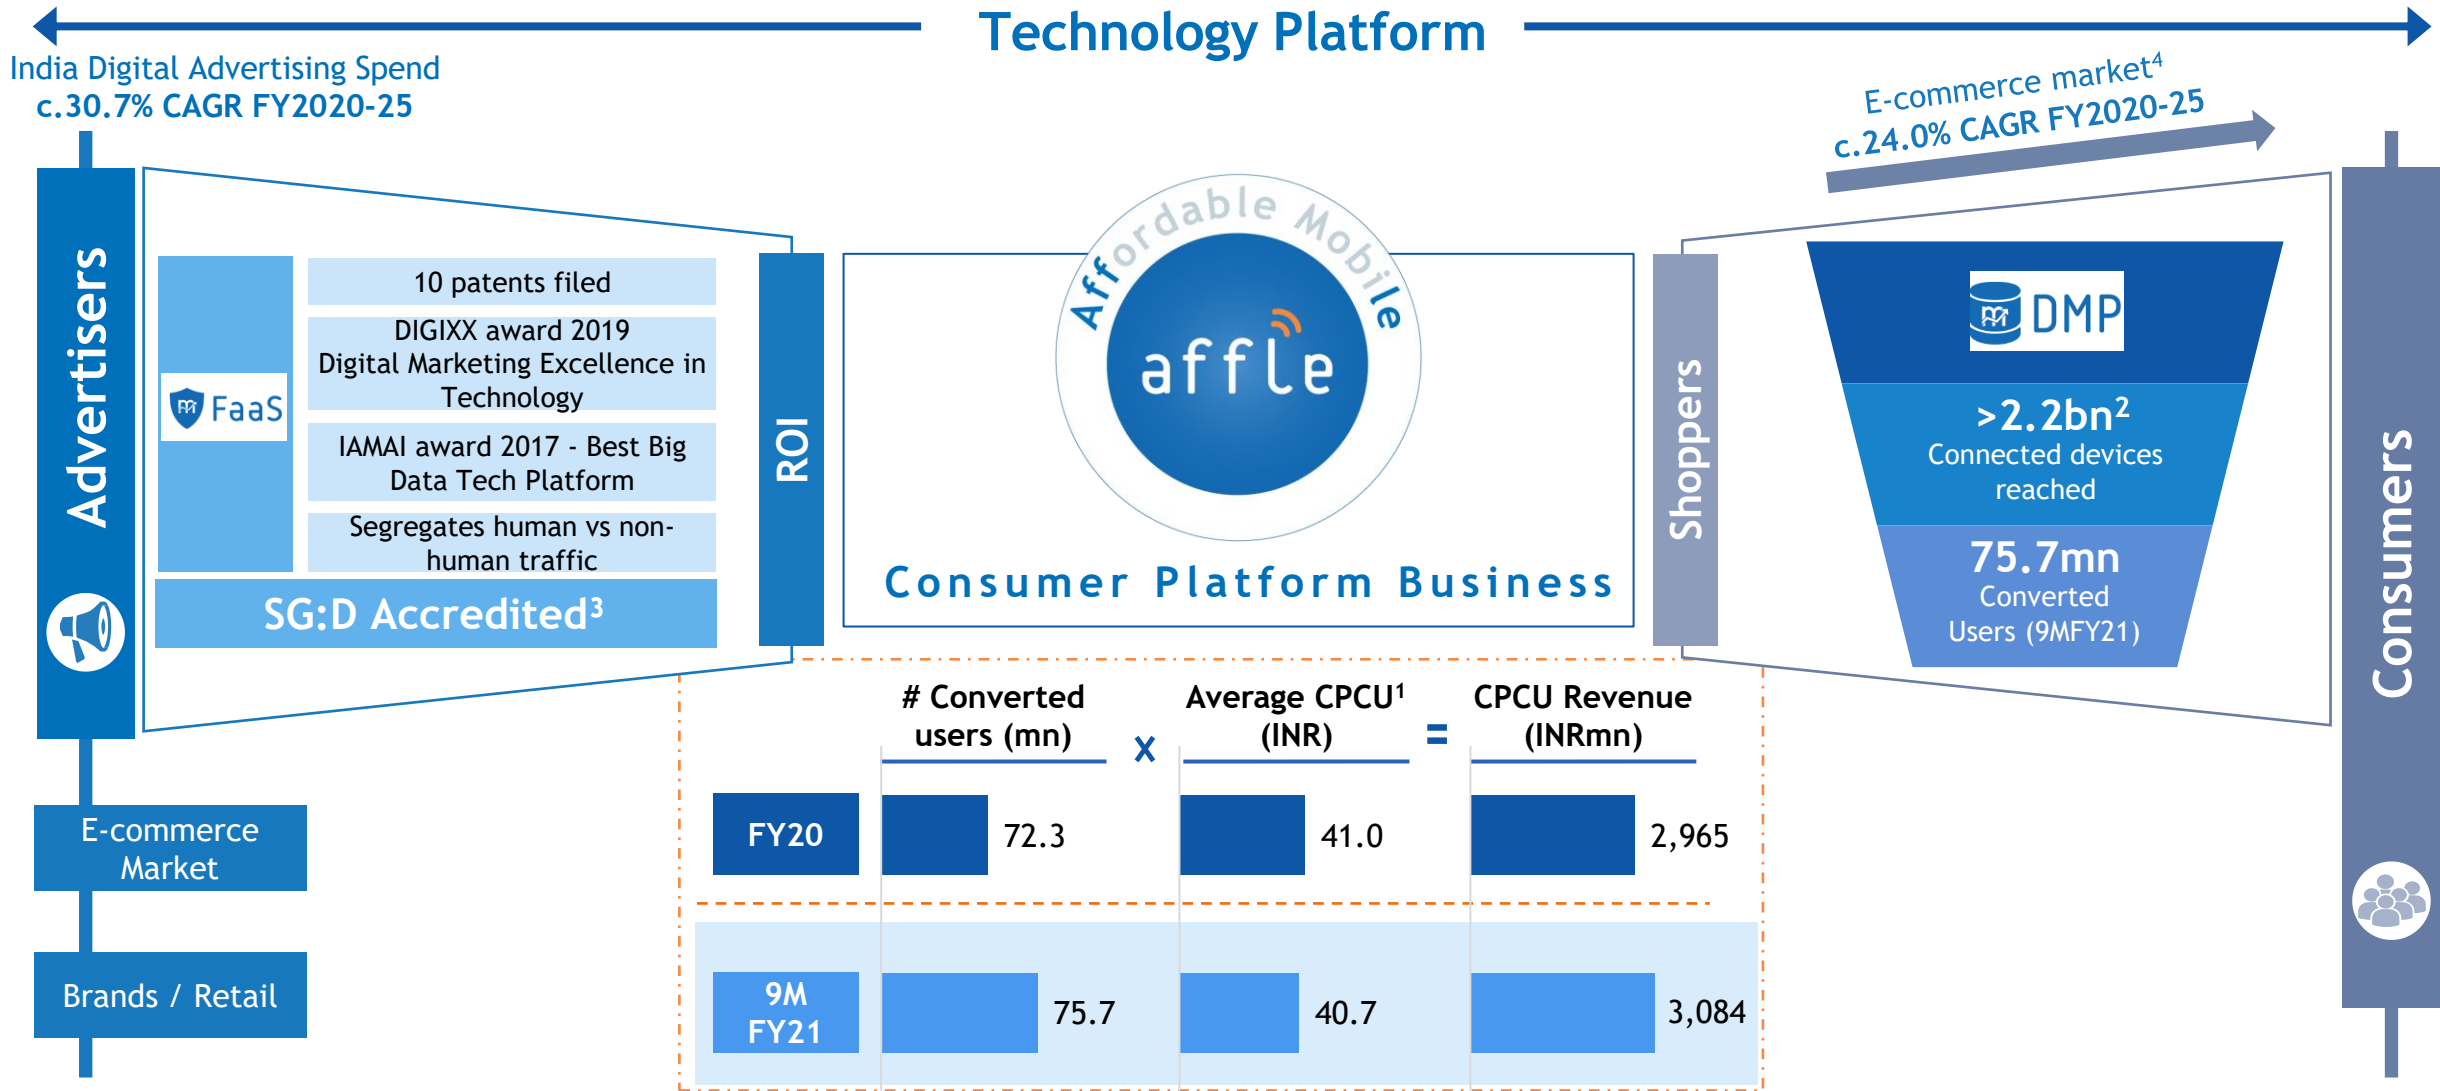 Technology Platform
India Digital Advertising Spend
c.30.7% CAGR FY2020-25
E-commerce market⁴
c.24.0% CAGR FY2020-25
Advertisers
FaaS
10 patents filed
DIGIXX award 2019
Digital Marketing Excellence in
Technology
IAMAI award 2017 - Best Big
Data Tech Platform
Segregates human vs non-
human traffic
SG:D Accredited³
ROI
Affordable Mobile
affle
Consumer Platform Business
Shoppers
DMP
>2.2bn²
Connected devices
reached
75.7mn
Converted
Users (9MFY21)
Consumers
E-commerce
Market
Brands / Retail
# Converted
users (mn)
x
Average CPCU¹
(INR)
=
CPCU Revenue
(INRmn)
FY20
72.3
41.0
2,965
9M
FY21
75.7
40.7
3,084